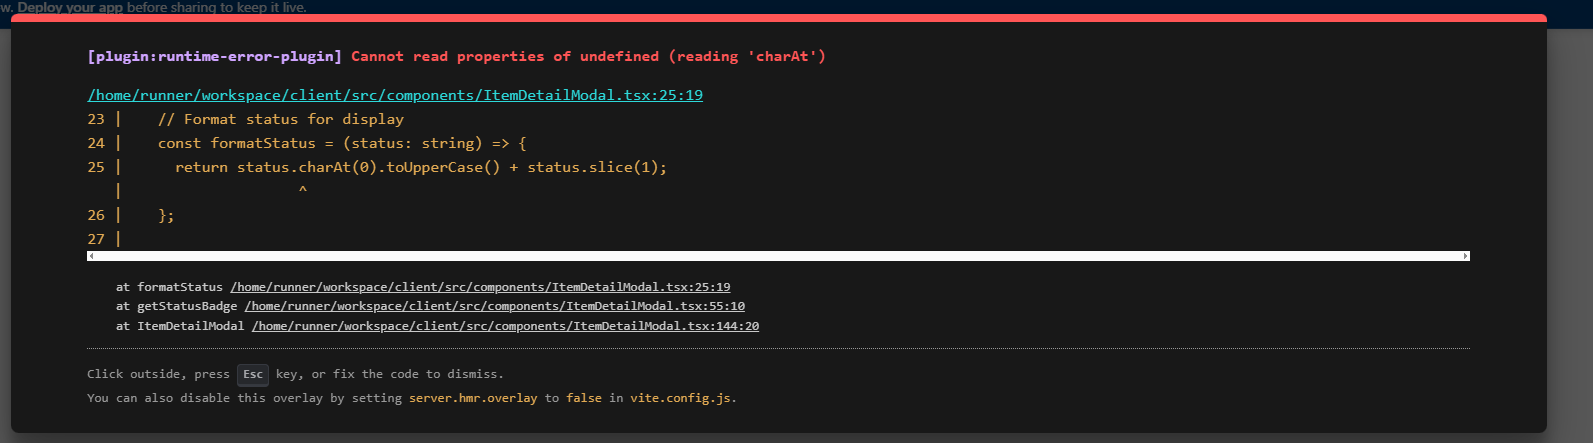 w. Deploy your app before sharing to keep it live.
[plugin:runtime-error-plugin] Cannot read properties of undefined (reading 'charAt')
/home/runner/workspace/client/src/components/ItemDetailModal.tsx:25:19
23 |    // Format status for display
24 |    const formatStatus = (status: string) => {
25 |      return status.charAt(0).toUpperCase() + status.slice(1);
   |                    ^
26 |    };
27 |
at formatStatus /home/runner/workspace/client/src/components/ItemDetailModal.tsx:25:19
at getStatusBadge /home/runner/workspace/client/src/components/ItemDetailModal.tsx:55:10
at ItemDetailModal /home/runner/workspace/client/src/components/ItemDetailModal.tsx:144:20
Click outside, press Esc key, or fix the code to dismiss.
You can also disable this overlay by setting server.hmr.overlay to false in vite.config.js.